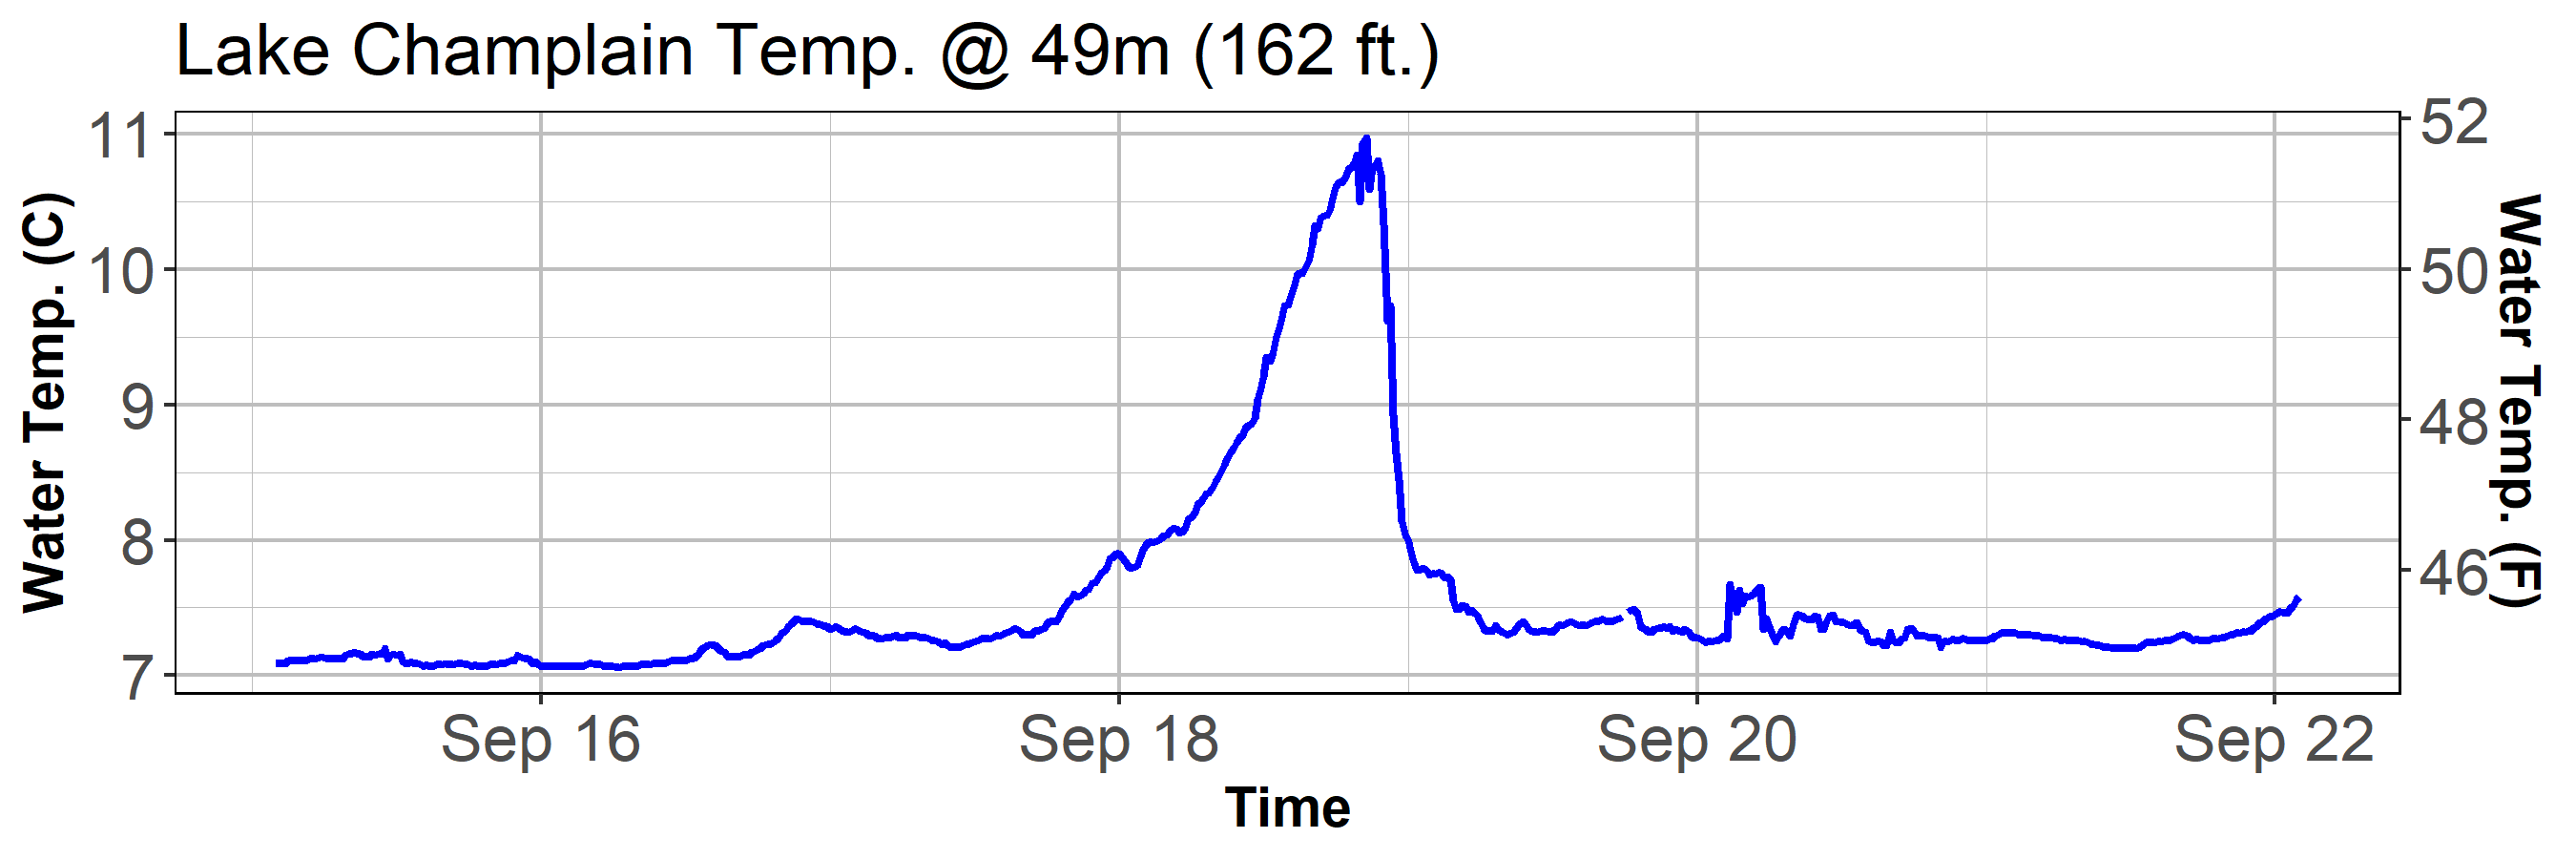 Lake Champlain Temp. @ 49m (162 ft.)
Water Temp. (C)
11
10
9
8
7
52
50
48
46
Water Temp. (F)
Sep 16
Sep 18
Sep 20
Sep 22
Time